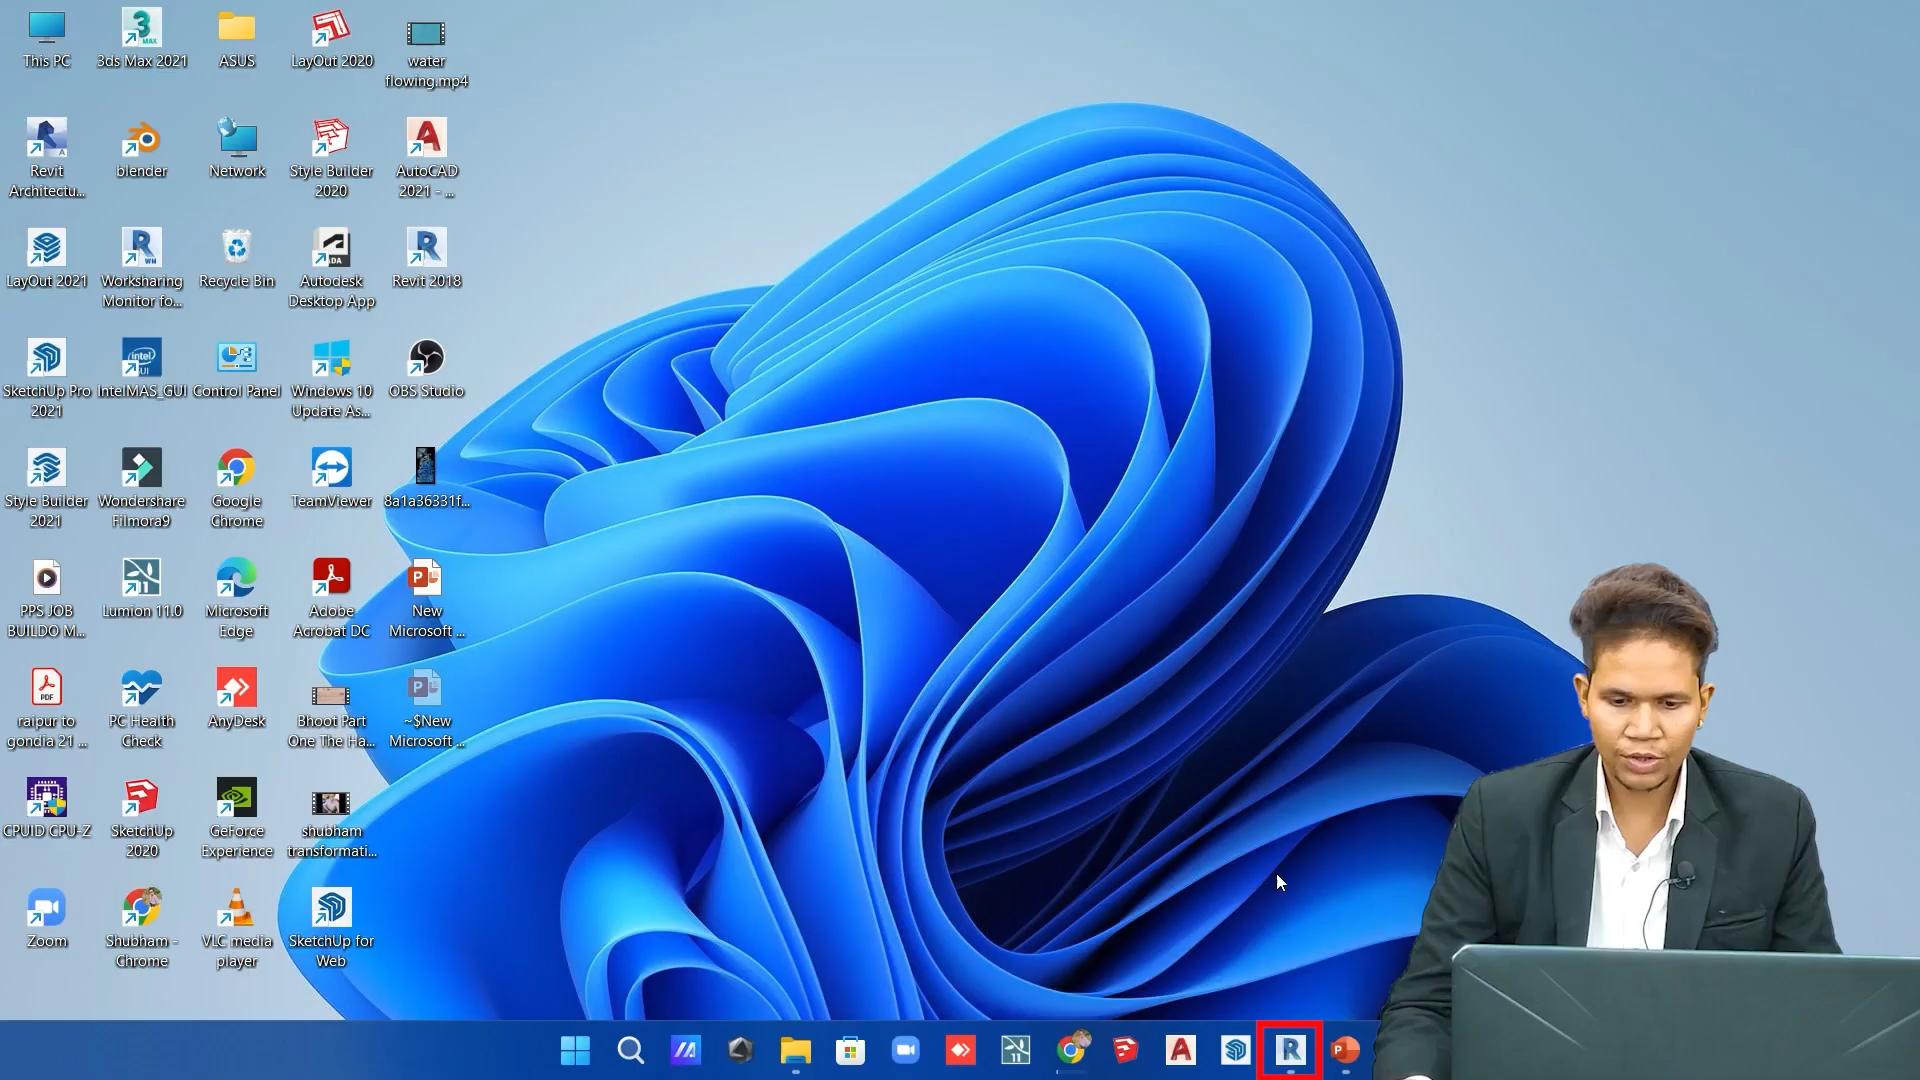 This PC
3ds Max 2021
ASUS
LayOut 2020
water
flowing.mp4
Revit
Architectu...
blender
Network
Style Builder
2020
AutoCAD
2021 - ...
LayOut 2021
Worksharing
Monitor fo...
Recycle Bin
Autodesk
Desktop App
Revit 2018
SketchUp Pro
2021
IntelMAS_GUI
Control Panel
Windows 10
Update As...
OBS Studio
Style Builder
2021
Wondershare
Filmora9
Google
Chrome
TeamViewer
8a1a36331f...
PPS JOB
BUILDO M...
Lumion 11.0
Microsoft
Edge
Adobe
Acrobat DC
New
Microsoft ...
raipur to
gondia 21 ...
PC Health
Check
AnyDesk
Bhoot Part
One The Ha...
~$New
Microsoft ...
CPUID CPU-Z
SketchUp
2020
GeForce
Experience
shubham
transformati...
Zoom
Shubham -
Chrome
VLC media
player
SketchUp for
Web